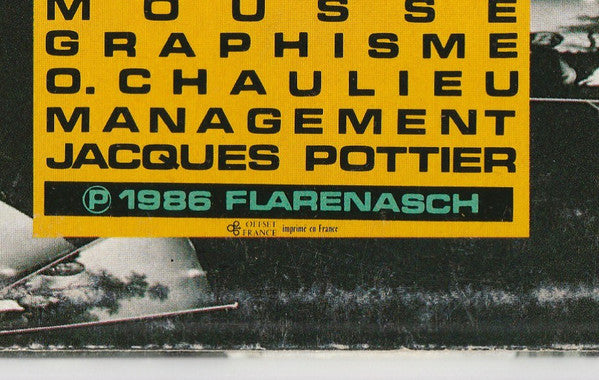 MOUSSE
GRAPHISME
O. CHAULIEU
MANAGEMENT
JACQUES POTTIER
Ⓟ 1986 FLARENASCH
OFFSET
FRANCE imprimé en France